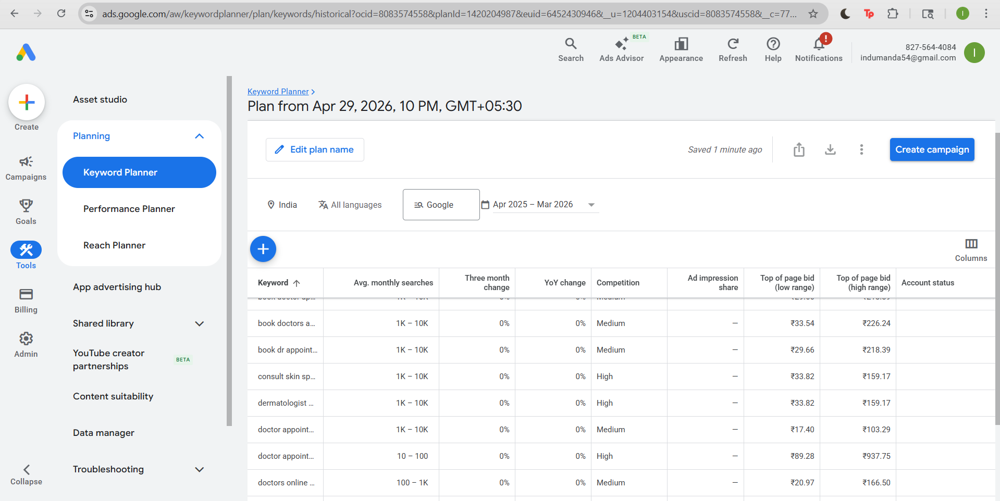 ads.google.com/aw/keywordplanner/plan/keywords/historical?ocid=8083574558&planId=1420204987&euid=6452430946&__u=1204403154&uscid=8083574558&__c=77...
Tp
I
Search
Ads Advisor
BETA
Appearance
Refresh
Help
Notifications
!
827-564-4084
indumanda54@gmail.com
I
Create
Campaigns
Goals
Tools
Billing
Admin
Collapse
Asset studio
Planning
Keyword Planner
Performance Planner
Reach Planner
App advertising hub
Shared library
YouTube creator
partnerships
BETA
Content suitability
Data manager
Troubleshooting
Keyword Planner
Plan from Apr 29, 2026, 10 PM, GMT+05:30
Edit plan name
Saved 1 minute ago
Create campaign
India
All languages
Google
Apr 2025 – Mar 2026
Columns
Keyword Avg. monthly searches Three month change YoY change Competition Ad impression share Top of page bid (low range) Top of page bid (high range) Account status
book doctors a... 1K – 10K 0% 0% Medium — ₹33.54 ₹226.24
book dr appoint... 1K – 10K 0% 0% Medium — ₹29.66 ₹218.39
consult skin sp... 1K – 10K 0% 0% High — ₹33.82 ₹159.17
dermatologist ... 1K – 10K 0% 0% High — ₹33.82 ₹159.17
doctor appoint... 1K – 10K 0% 0% Medium — ₹17.40 ₹103.29
doctor appoint... 10 – 100 0% 0% High — ₹89.28 ₹937.75
doctors online ... 100 – 1K 0% 0% Medium — ₹20.97 ₹166.50